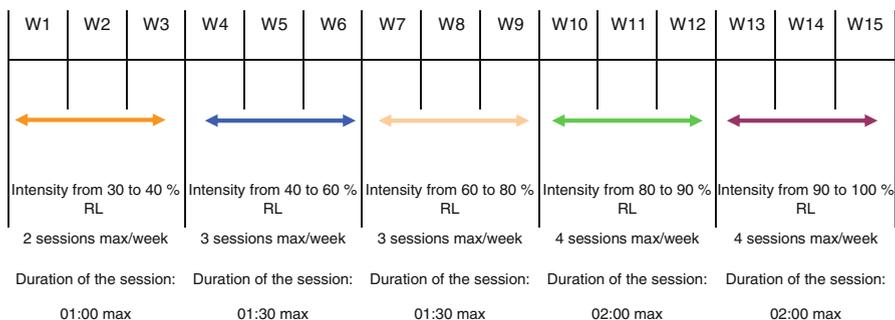 W1 W2 W3 W4 W5 W6 W7 W8 W9 W10 W11 W12 W13 W14 W15
Intensity from 30 to 40 % Intensity from 40 to 60 % Intensity from 60 to 80 % Intensity from 80 to 90 % Intensity from 90 to 100 %
RL RL RL RL RL
2 sessions max/week 3 sessions max/week 3 sessions max/week 4 sessions max/week 4 sessions max/week
Duration of the session: Duration of the session: Duration of the session: Duration of the session: Duration of the session:
01:00 max 01:30 max 01:30 max 02:00 max 02:00 max